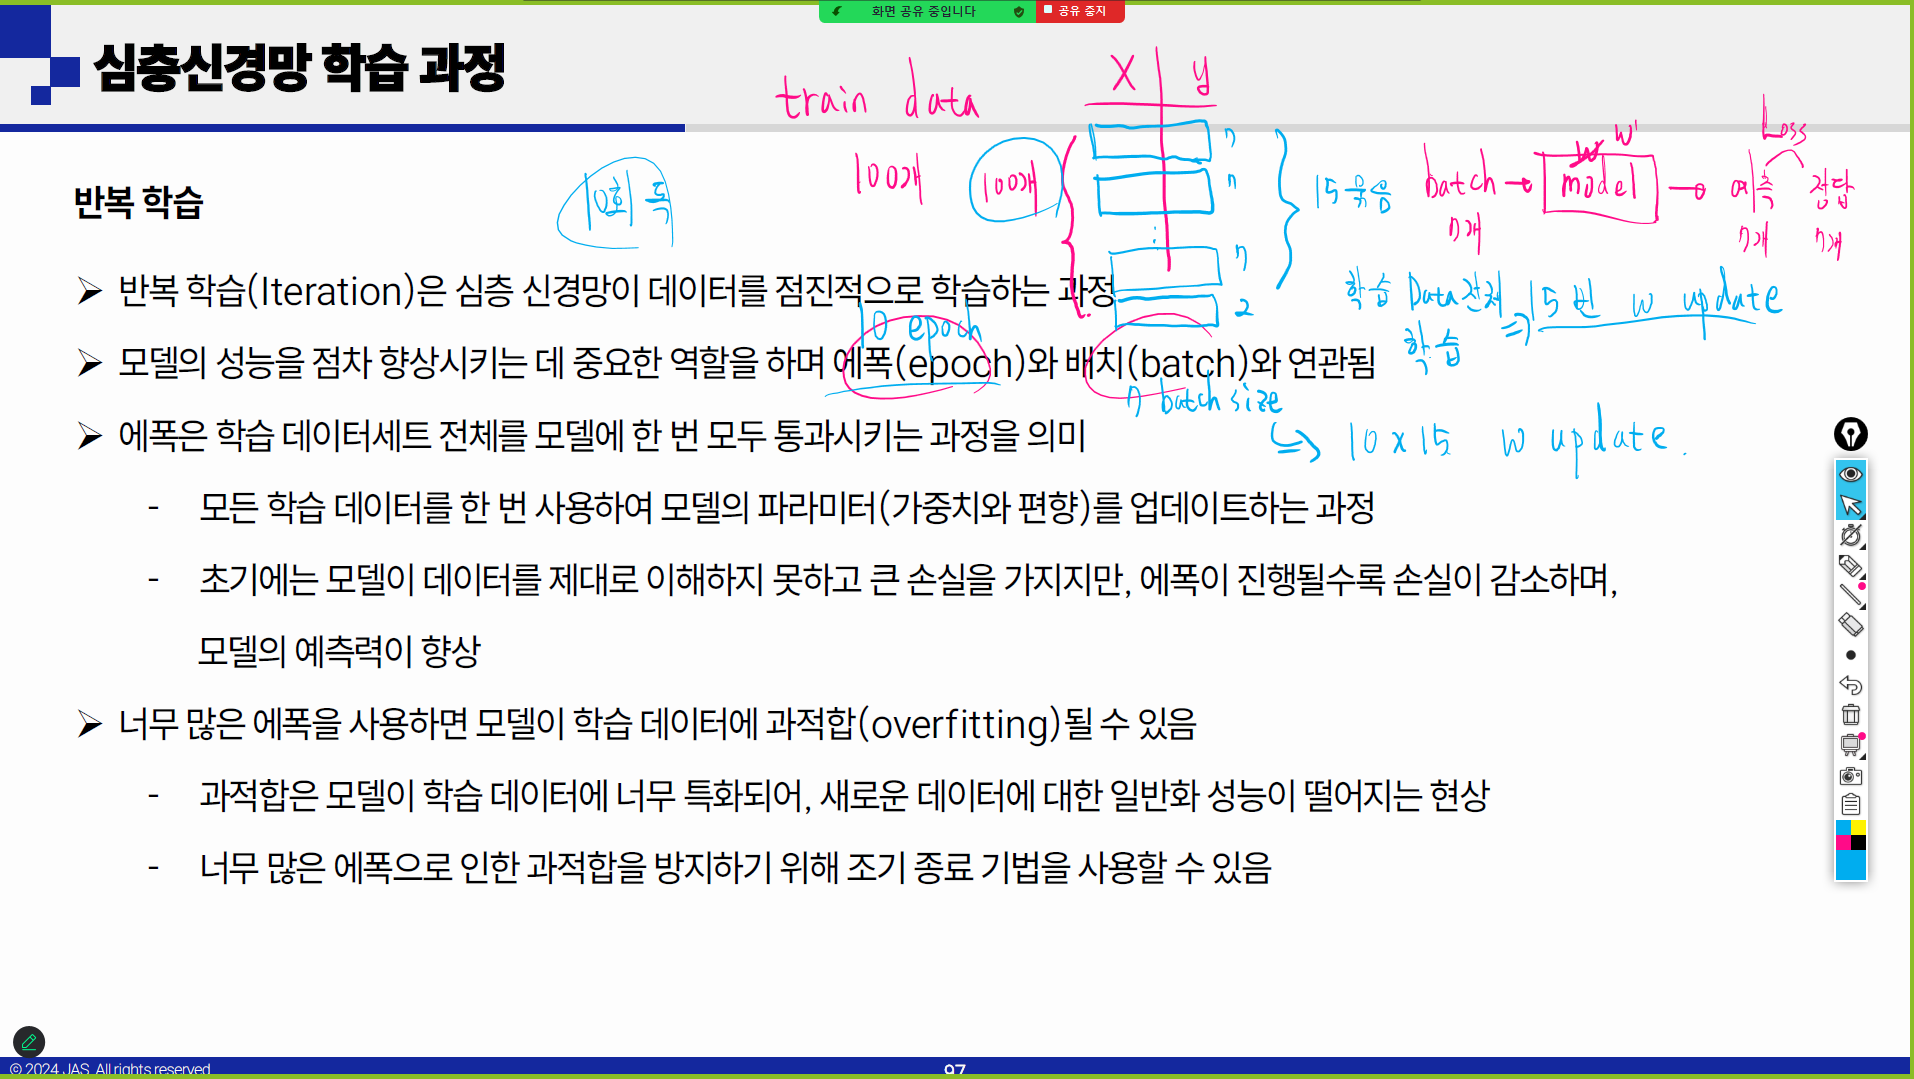 화면 공유 중입니다
공유 중지
심층신경망 학습 과정
train data
X y
100개
100개
10회독
7
7
7
2
15묶음
batch → model → 예측 정답
w w'
Loss
7개
7개 7개
반복 학습
학습 Data 전체 학습 ⇒ 15번 w update
반복 학습(Iteration)은 심층 신경망이 데이터를 점진적으로 학습하는 과정
10 epoch
모델의 성능을 점차 향상시키는 데 중요한 역할을 하며 에폭(epoch)와 배치(batch)와 연관됨
7 batch size
10 x 15 w update.
에폭은 학습 데이터세트 전체를 모델에 한 번 모두 통과시키는 과정을 의미
- 모든 학습 데이터를 한 번 사용하여 모델의 파라미터(가중치와 편향)를 업데이트하는 과정
- 초기에는 모델이 데이터를 제대로 이해하지 못하고 큰 손실을 가지지만, 에폭이 진행될수록 손실이 감소하며,
모델의 예측력이 향상
너무 많은 에폭을 사용하면 모델이 학습 데이터에 과적합(overfitting)될 수 있음
- 과적합은 모델이 학습 데이터에 너무 특화되어, 새로운 데이터에 대한 일반화 성능이 떨어지는 현상
- 너무 많은 에폭으로 인한 과적합을 방지하기 위해 조기 종료 기법을 사용할 수 있음
© 2024 JAS. All rights reserved
97